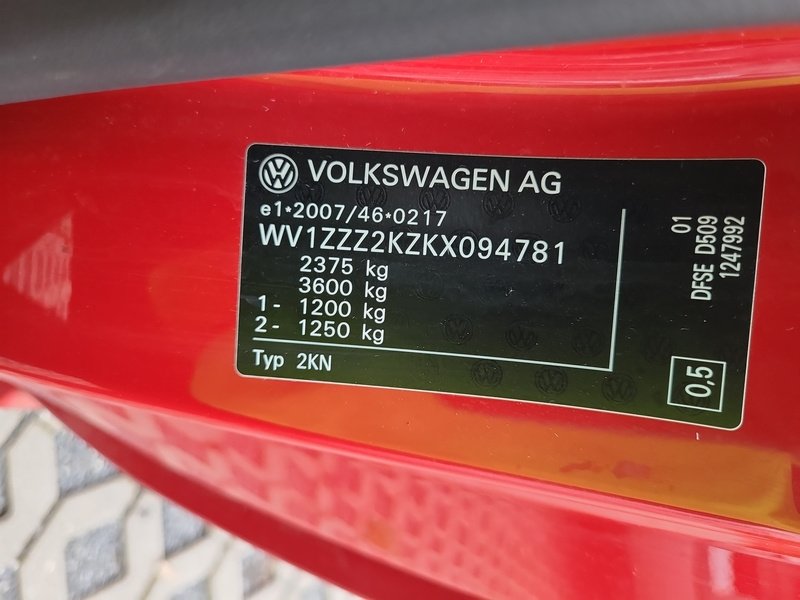 VOLKSWAGEN AG
e1*2007/46*0217
WV1ZZZ2KZKX094781
2375 kg
3600 kg
1- 1200 kg
2- 1250 kg
Typ 2KN
01
DFSE D509
1247992
0,5